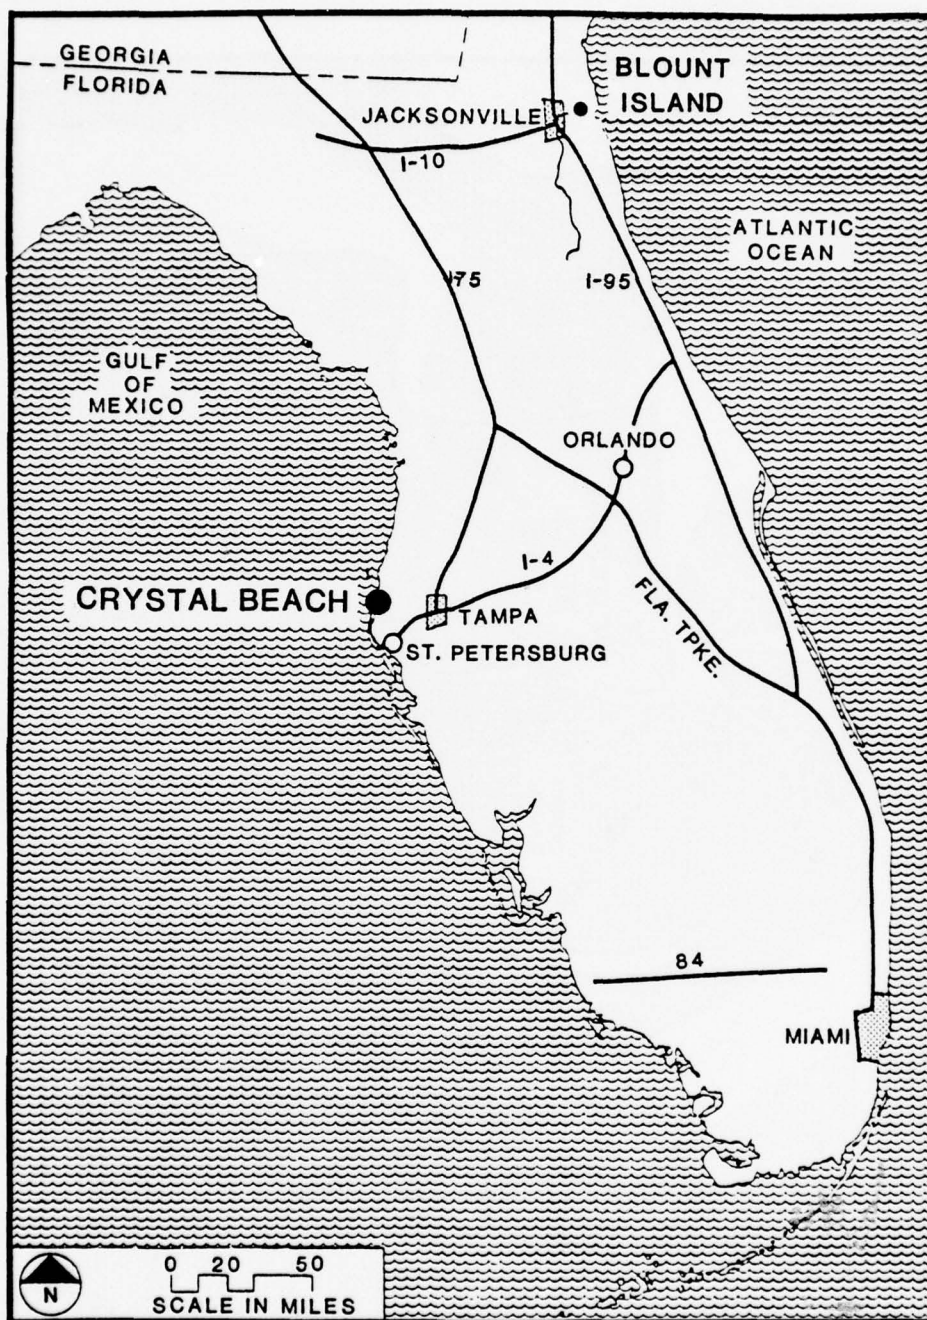 GEORGIA
FLORIDA
BLOUNT
ISLAND
JACKSONVILLE
I-10
ATLANTIC
OCEAN
I-75
I-95
GULF
OF
MEXICO
ORLANDO
I-4
CRYSTAL BEACH
TAMPA
FLA. TPKE.
ST. PETERSBURG
84
MIAMI
N
0 20 50
SCALE IN MILES